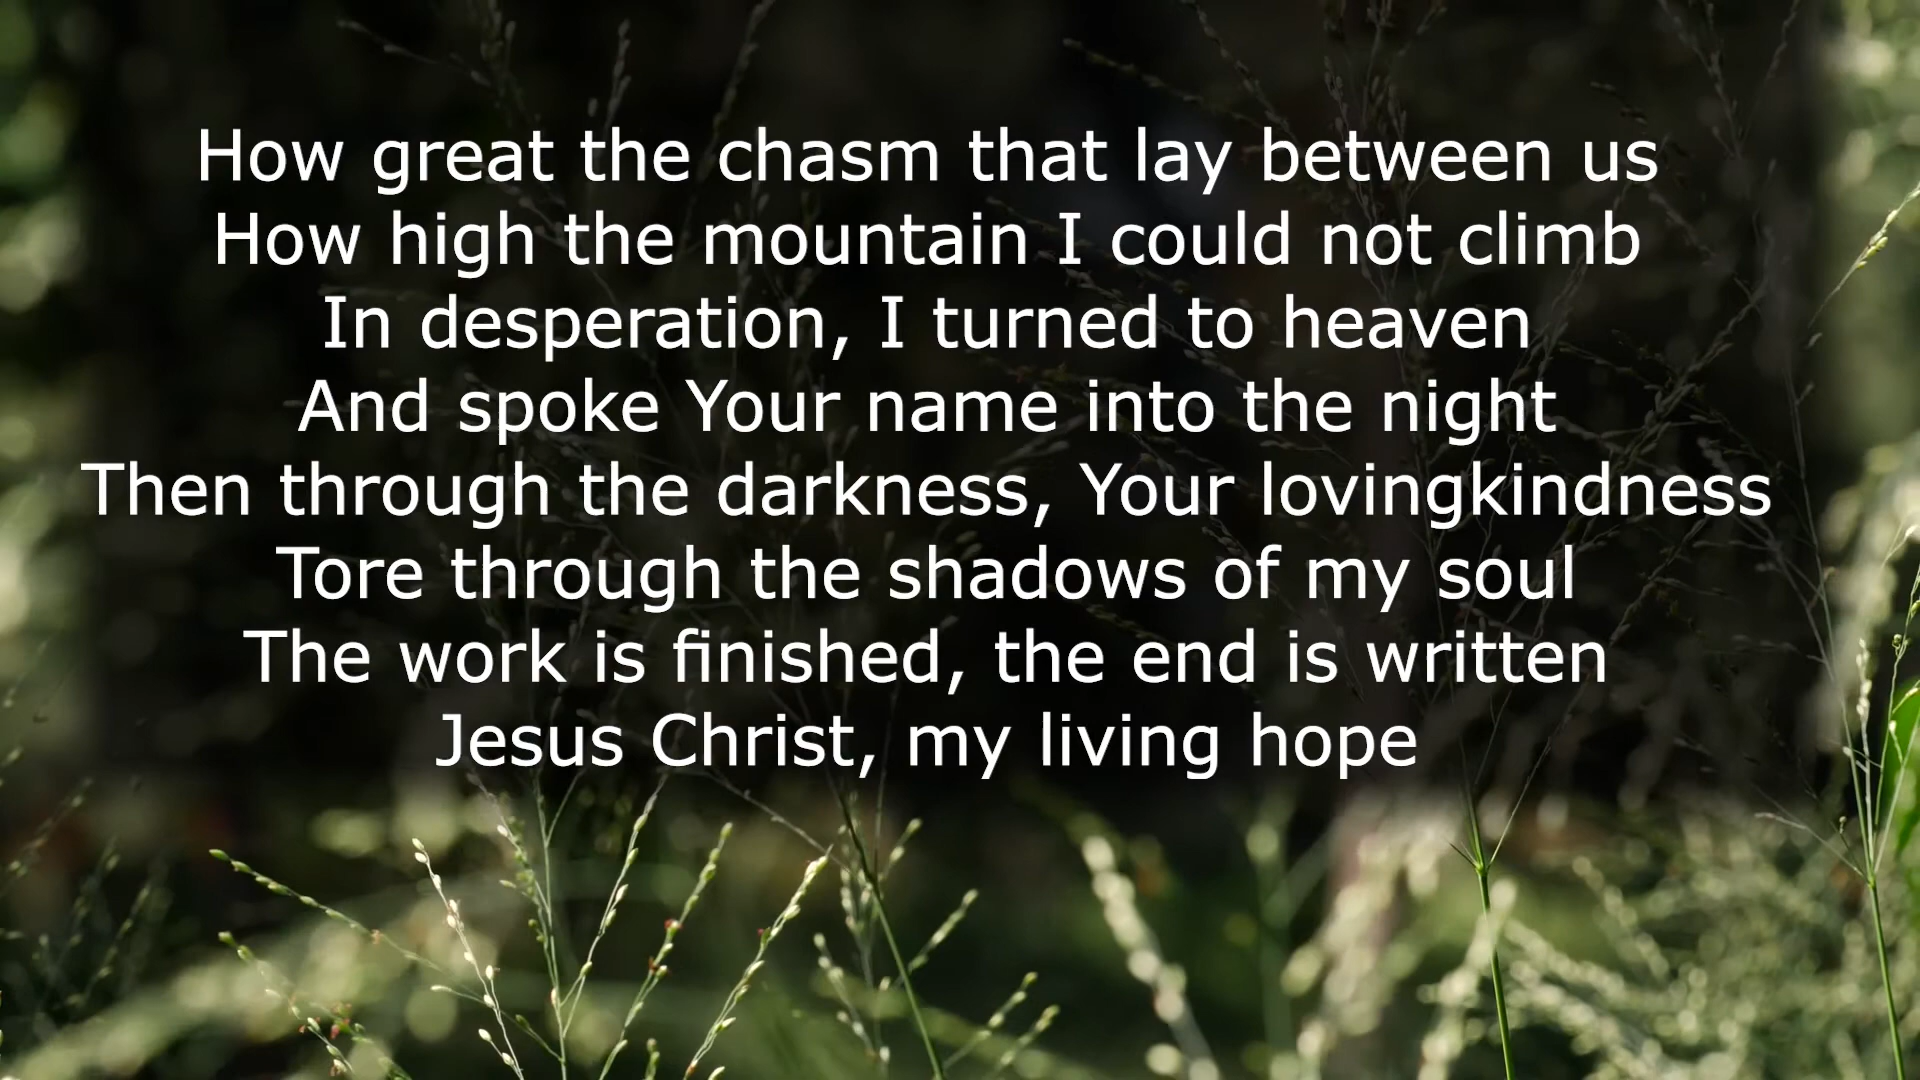 How great the chasm that lay between us
How high the mountain I could not climb
In desperation, I turned to heaven
And spoke Your name into the night
Then through the darkness, Your lovingkindness
Tore through the shadows of my soul
The work is finished, the end is written
Jesus Christ, my living hope